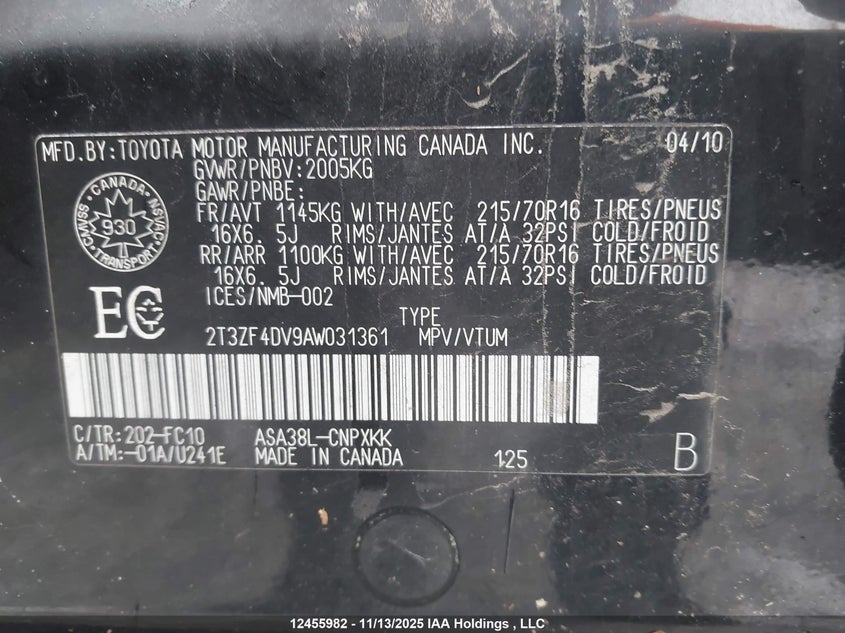 MFD.BY:TOYOTA MOTOR MANUFACTURING CANADA INC. 04/10
GVWR/PNBV:2005KG
GAWR/PNBE:
FR/AVT 1145KG WITH/AVEC 215/70R16 TIRES/PNEUS
16X6.5J RIMS/JANTES AT/A 32PSI COLD/FROID
RR/ARR 1100KG WITH/AVEC 215/70R16 TIRES/PNEUS
16X6.5J RIMS/JANTES AT/A 32PSI COLD/FROID
ICES/NMB-002
CANADA
930
TRANSPORT
CMVSS
NSVAC
EC
TYPE
2T3ZF4DV9AW031361 MPV/VTUM
C/TR:202-FC10 ASA38L-CNPXKK
A/TM:-01A/U241E MADE IN CANADA 125 B
12455982 - 11/13/2025 IAA Holdings , LLC